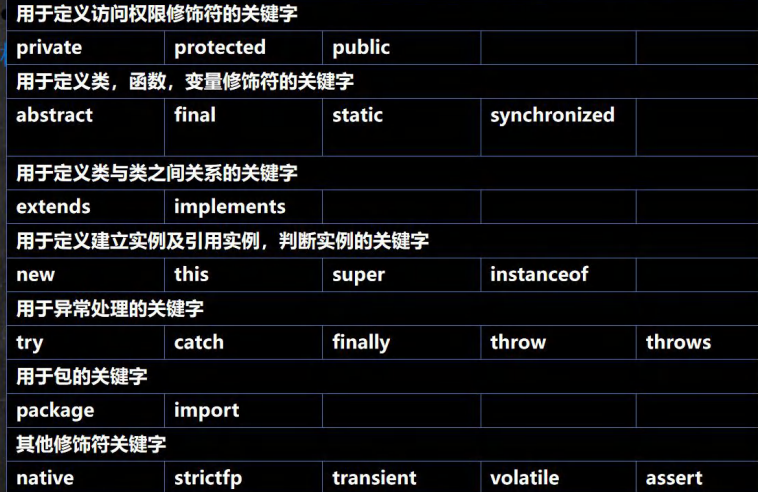 用于定义访问权限修饰符的关键字
private protected public
用于定义类，函数，变量修饰符的关键字
abstract final static synchronized
用于定义类与类之间关系的关键字
extends implements
用于定义建立实例及引用实例，判断实例的关键字
new this super instanceof
用于异常处理的关键字
try catch finally throw throws
用于包的关键字
package import
其他修饰符关键字
native strictfp transient volatile assert